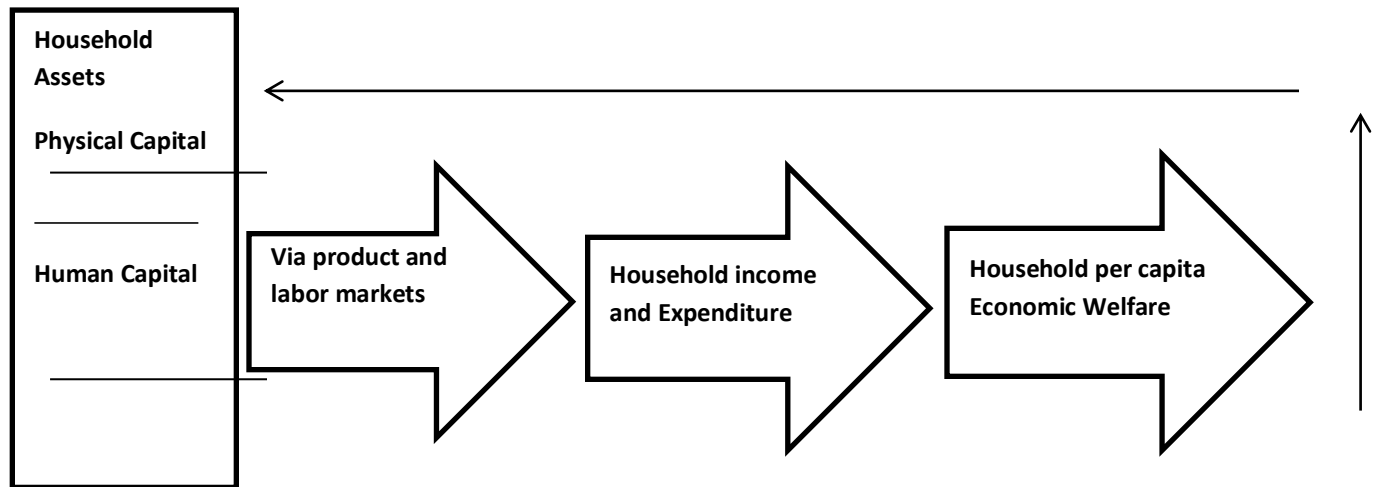 Household
Assets
Physical Capital
Human Capital
Via product and
labor markets
Household income
and Expenditure
Household per capita
Economic Welfare